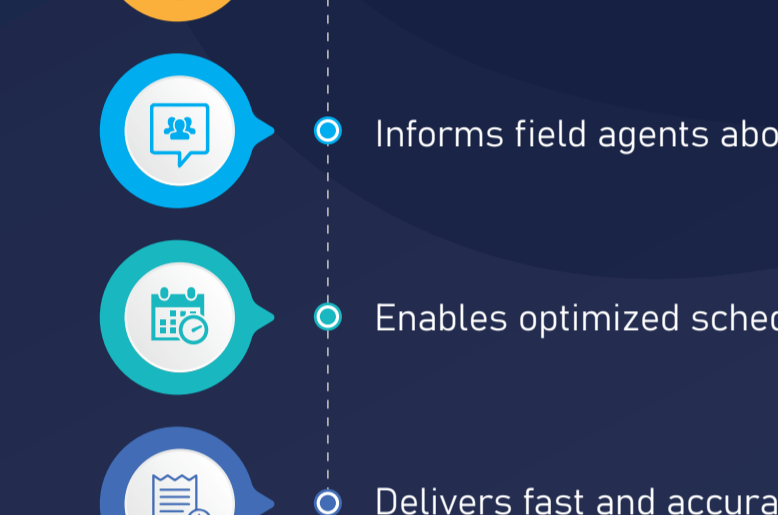 Informs field agents abo
Enables optimized sched
Delivers fast and accura